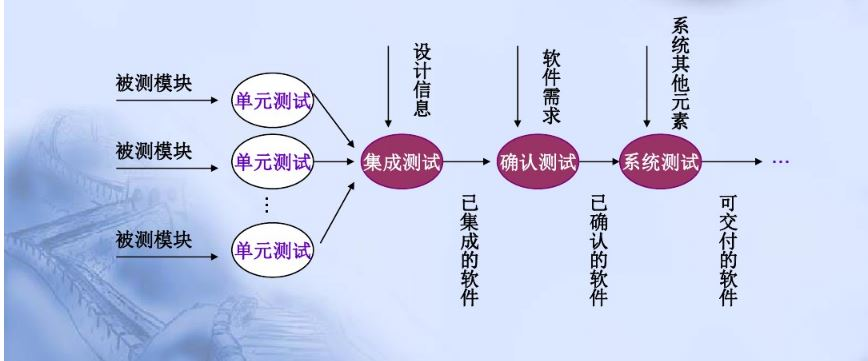 设计信息
软件需求
系统其他元素
被测模块
单元测试
被测模块
单元测试
集成测试
确认测试
系统测试
…
⋮
被测模块
单元测试
已集成的软件
已确认的软件
可交付的软件